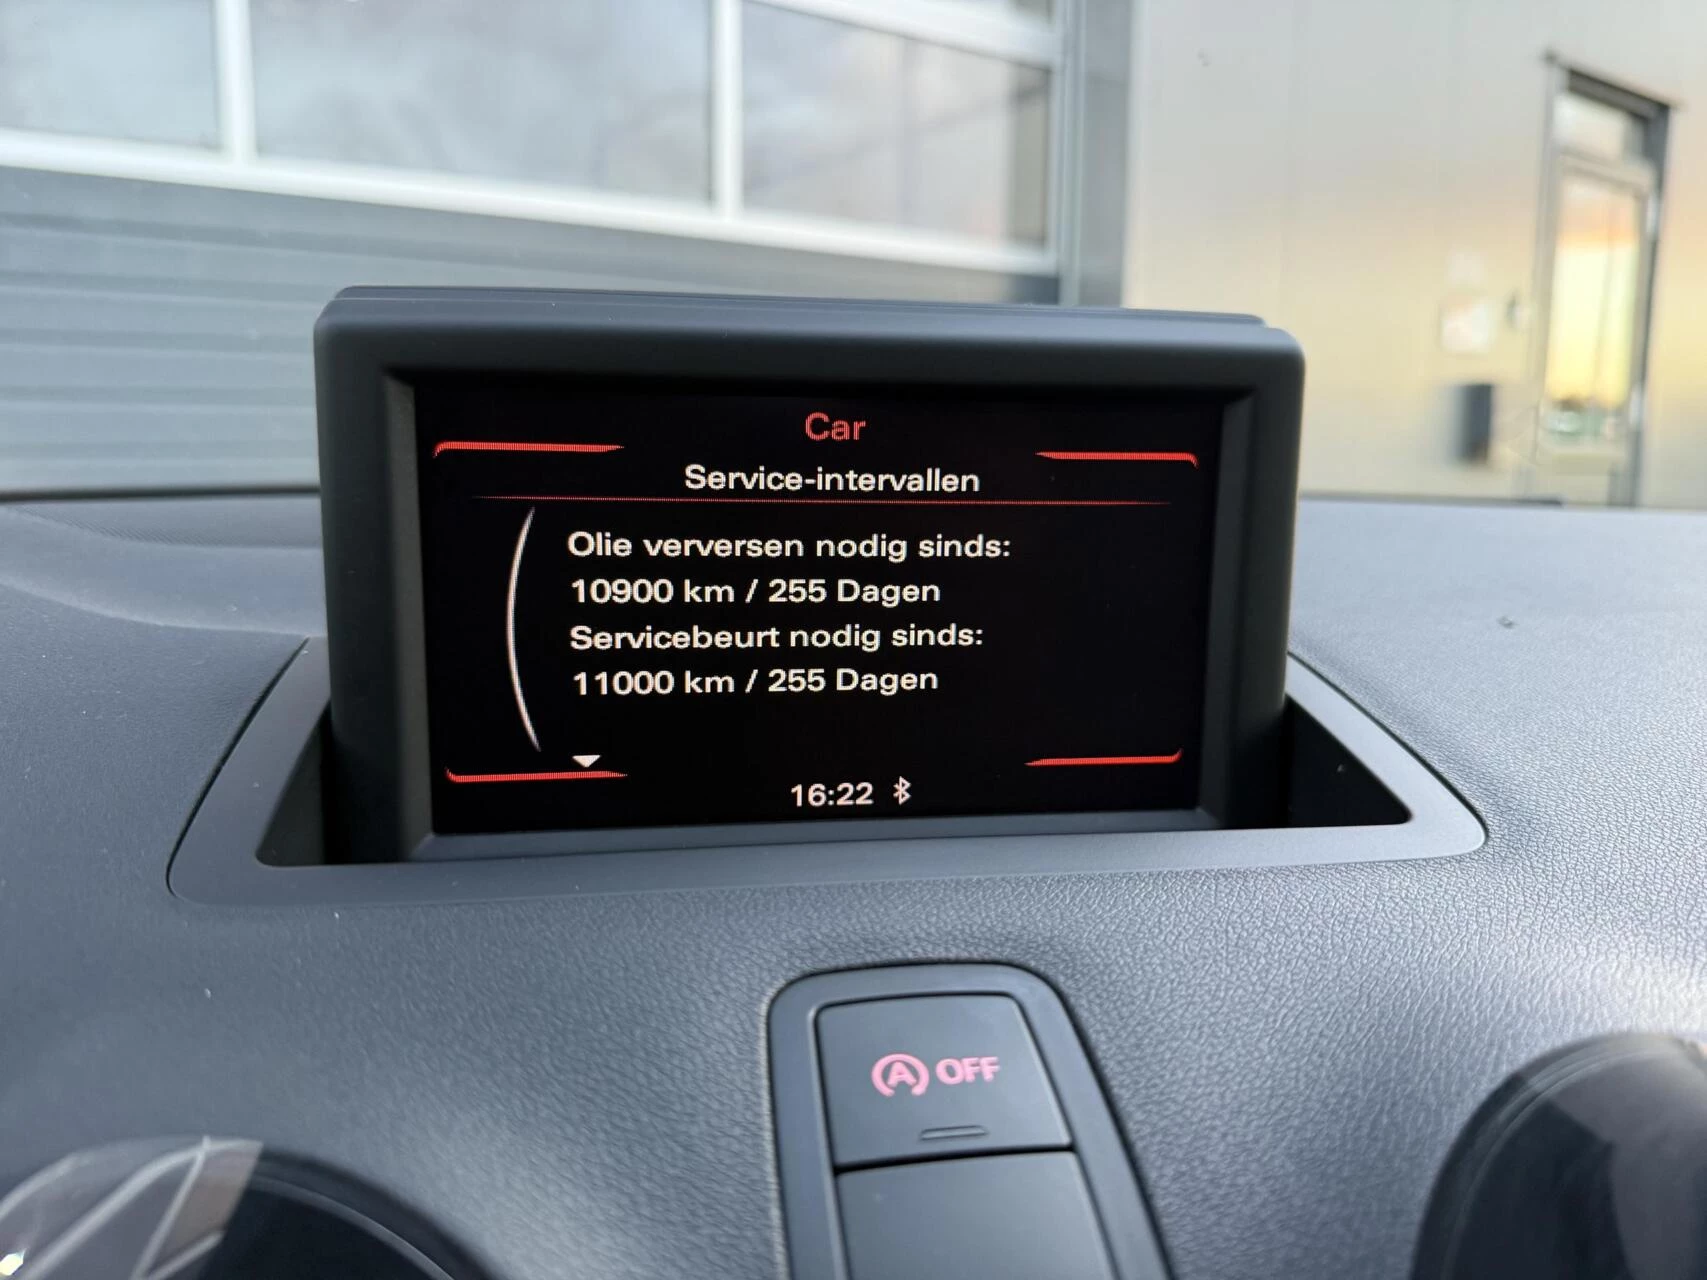 Car
Service-intervallen
Olie verversen nodig sinds:
10900 km / 255 Dagen
Servicebeurt nodig sinds:
11000 km / 255 Dagen
16:22
A OFF